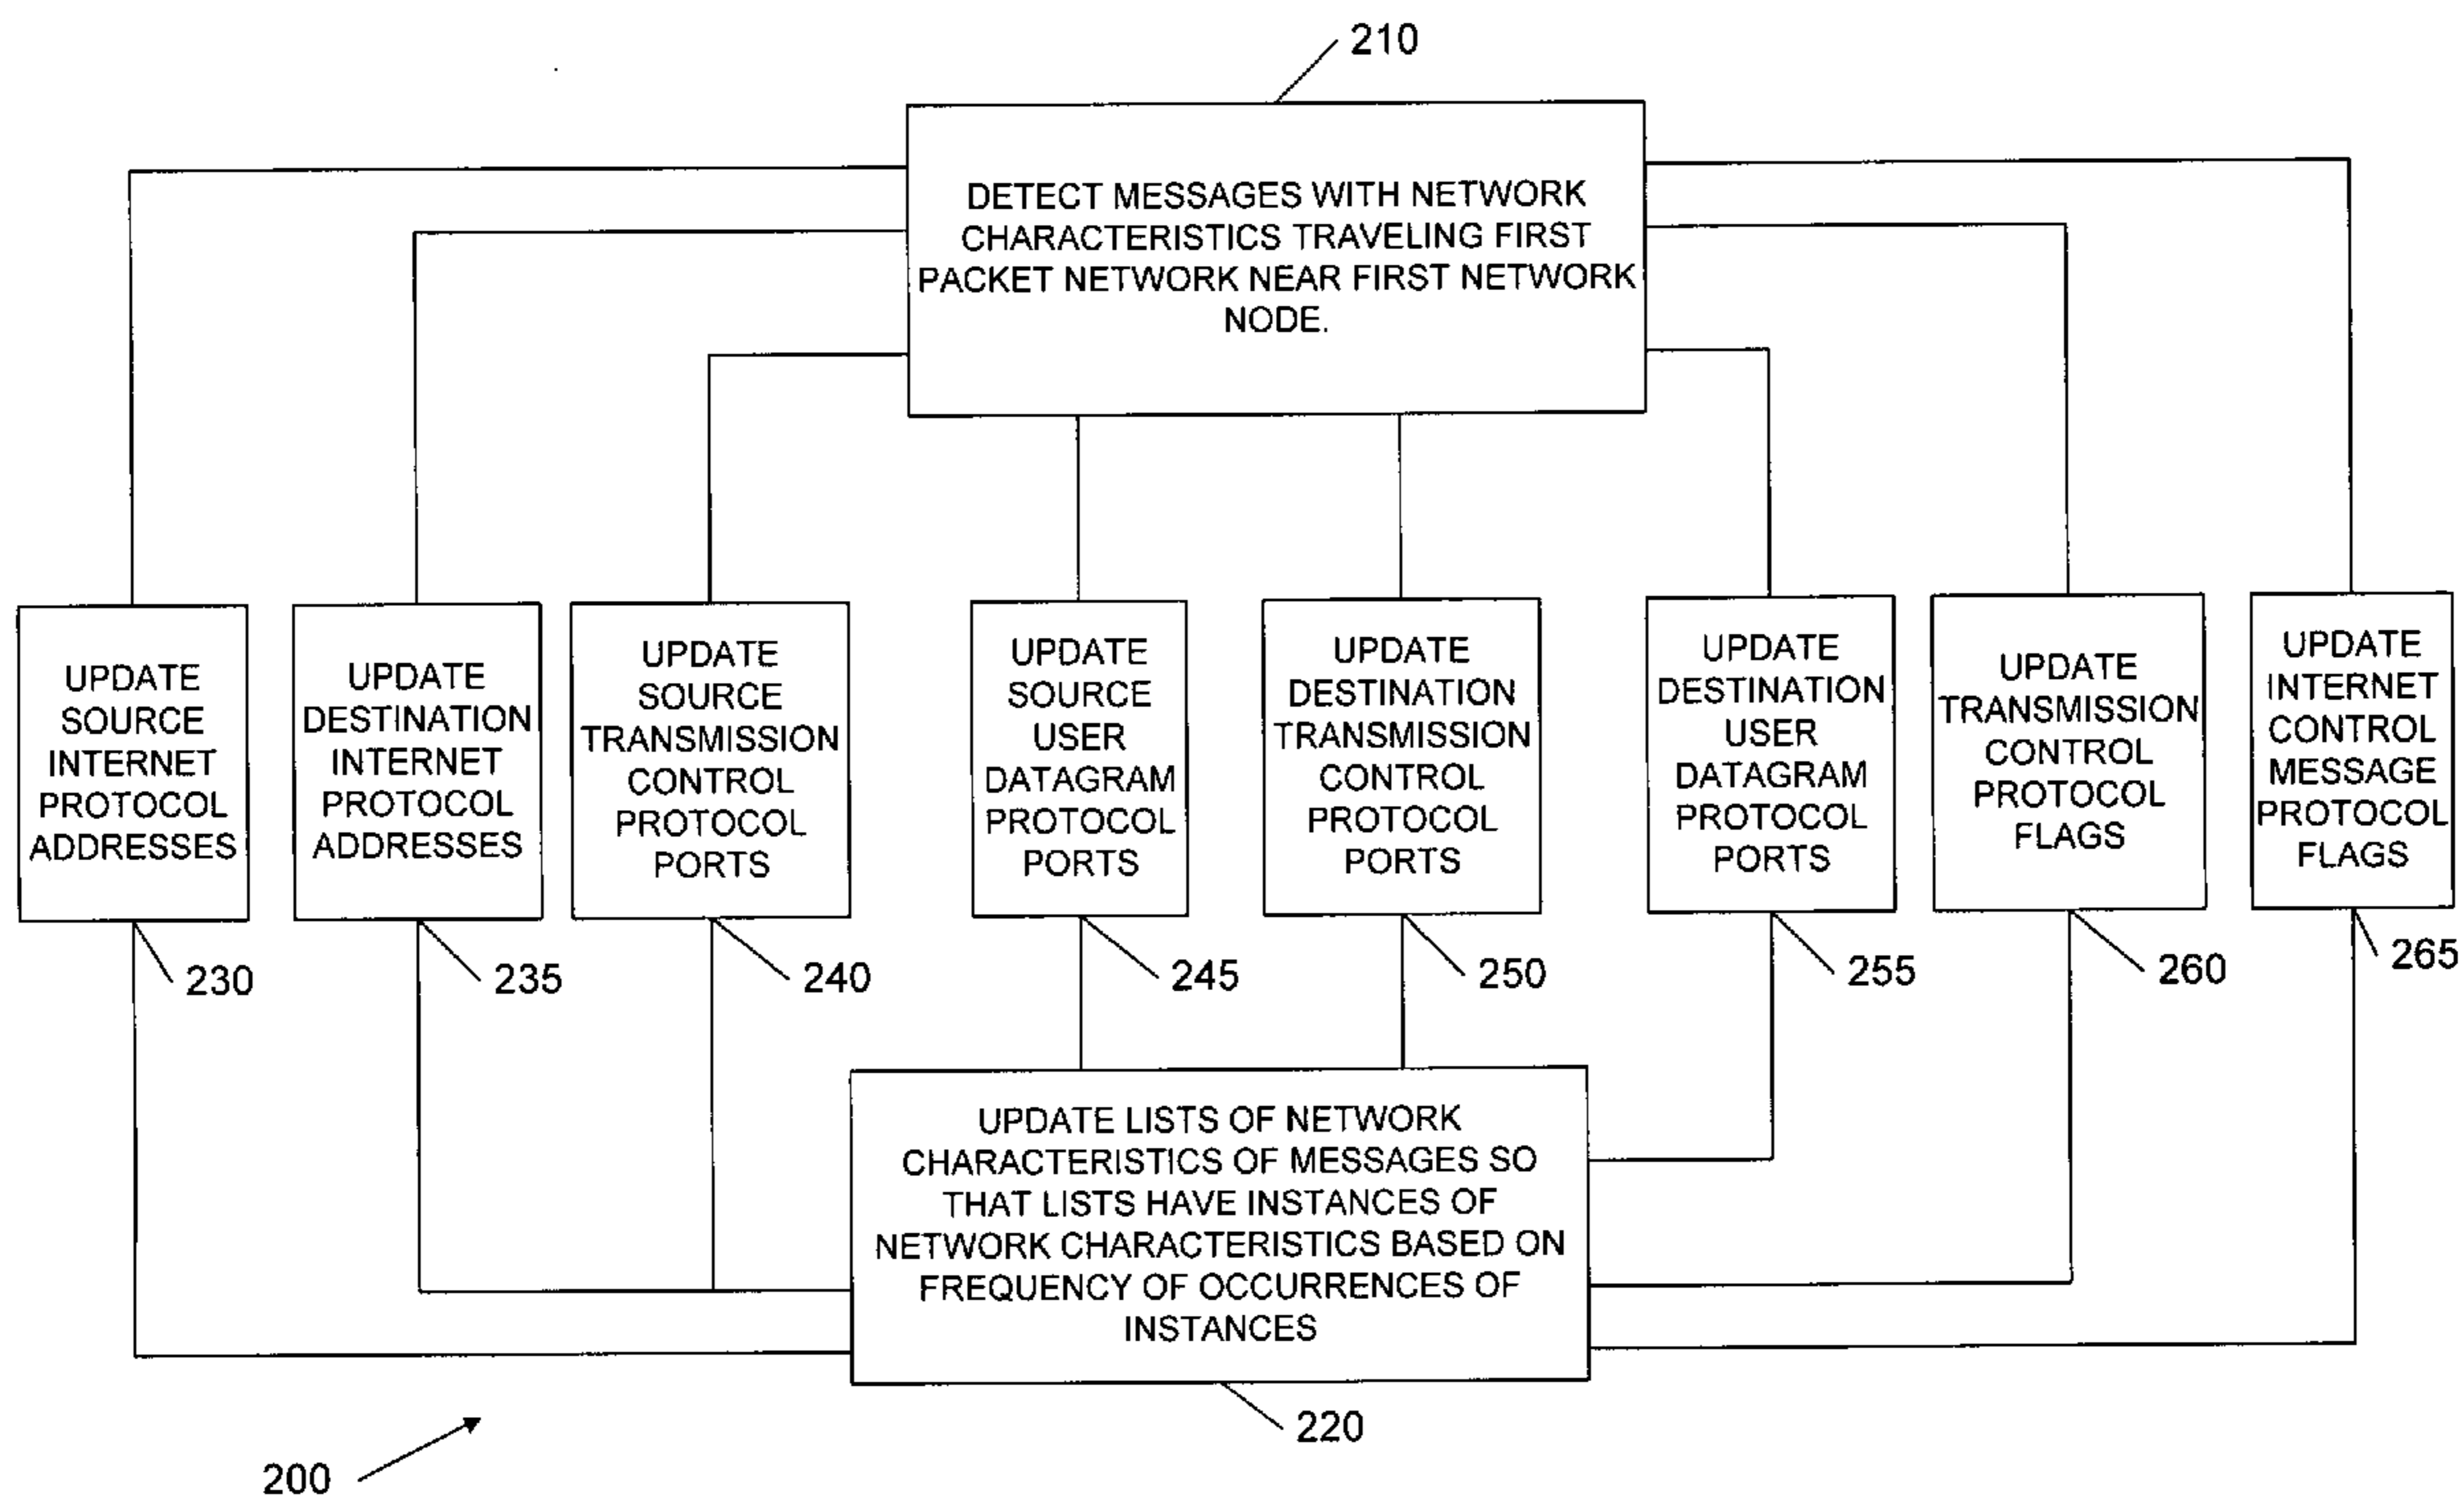 210
DETECT MESSAGES WITH NETWORK
CHARACTERISTICS TRAVELING FIRST
PACKET NETWORK NEAR FIRST NETWORK
NODE.
UPDATE
SOURCE
INTERNET
PROTOCOL
ADDRESSES
230
UPDATE
DESTINATION
INTERNET
PROTOCOL
ADDRESSES
235
UPDATE
SOURCE
TRANSMISSION
CONTROL
PROTOCOL
PORTS
240
UPDATE
SOURCE
USER
DATAGRAM
PROTOCOL
PORTS
245
UPDATE
DESTINATION
TRANSMISSION
CONTROL
PROTOCOL
PORTS
250
UPDATE
DESTINATION
USER
DATAGRAM
PROTOCOL
PORTS
255
UPDATE
TRANSMISSION
CONTROL
PROTOCOL
FLAGS
260
UPDATE
INTERNET
CONTROL
MESSAGE
PROTOCOL
FLAGS
265
UPDATE LISTS OF NETWORK
CHARACTERISTICS OF MESSAGES SO
THAT LISTS HAVE INSTANCES OF
NETWORK CHARACTERISTICS BASED ON
FREQUENCY OF OCCURRENCES OF
INSTANCES
220
200